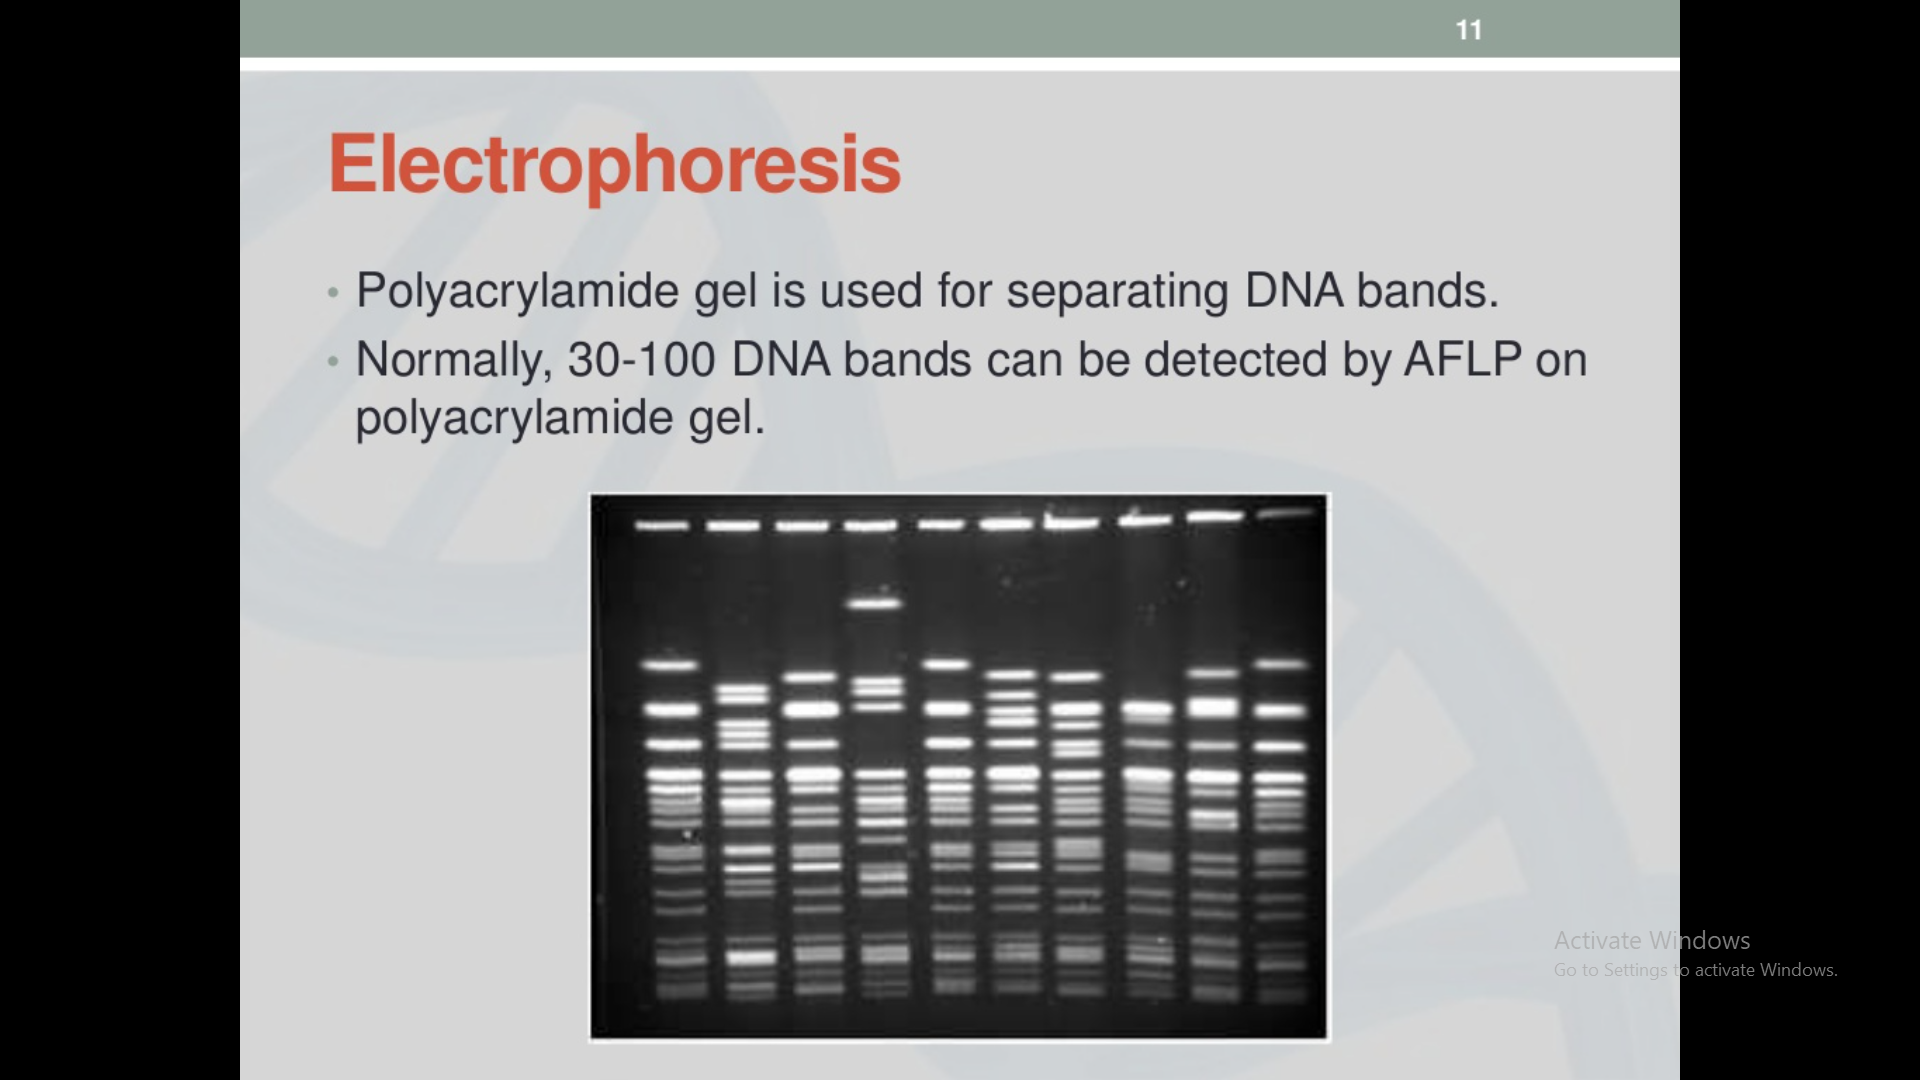 11
Electrophoresis
• Polyacrylamide gel is used for separating DNA bands.
• Normally, 30-100 DNA bands can be detected by AFLP on
polyacrylamide gel.
Activate Windows
Go to Settings to activate Windows.